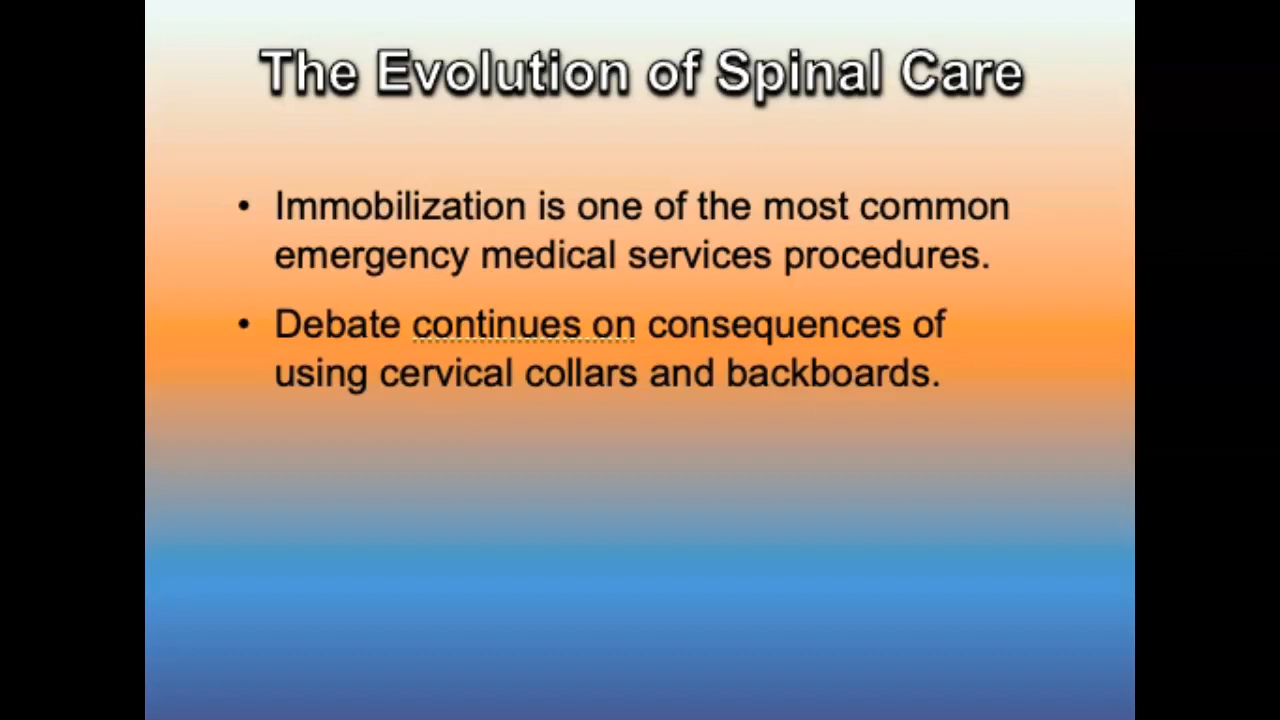 The Evolution of Spinal Care
• Immobilization is one of the most common
emergency medical services procedures.
• Debate continues on consequences of
using cervical collars and backboards.